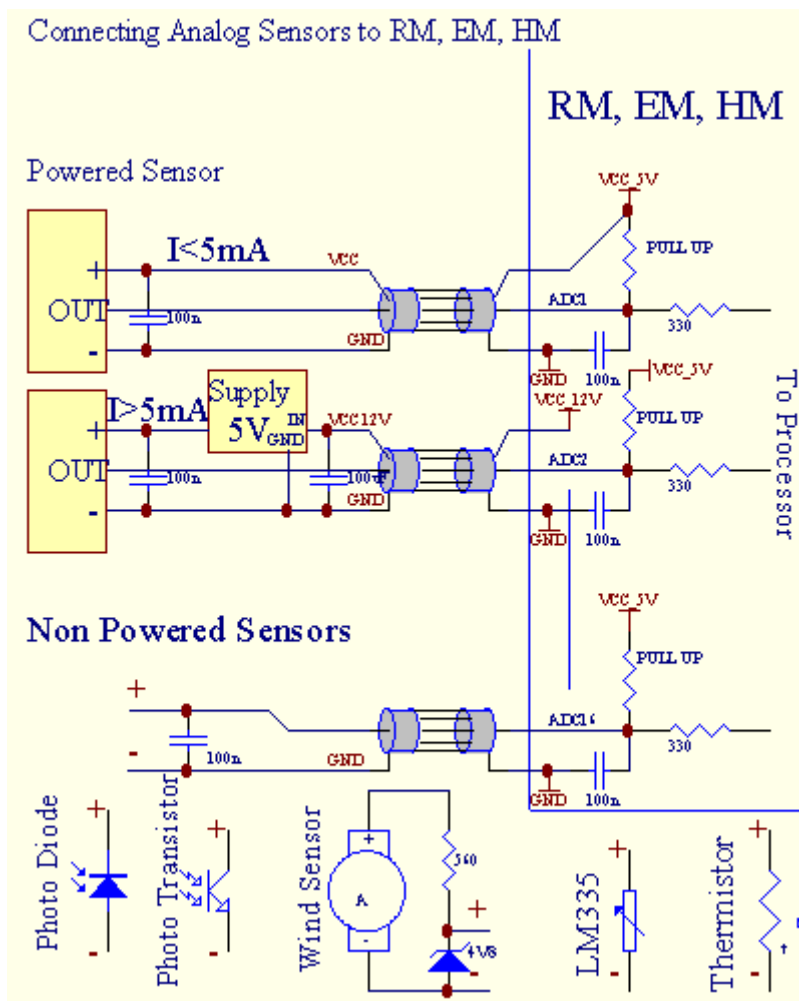 Connecting Analog Sensors to RM, EM, HM
RM, EM, HM
Powered Sensor
VCC_5V
I<5mA
VCC
PULL UP
+
OUT
-
100n
ADC1
330
GND
GND
100n
VCC_5V
Supply
5V
IN
GND
I>5mA
VCC12V
VCC_12V
PULL UP
+
OUT
-
100n
ADC2
330
GND
GND
100n
To Processor
Non Powered Sensors
VCC_5V
PULL UP
+
ADC16
330
-
100n
GND
GND
100n
Photo Diode
+
-
Photo Transistor
+
-
Wind Sensor
+
A
-
560
+
4V8
-
LM335
+
-
Thermistor
+
-
t